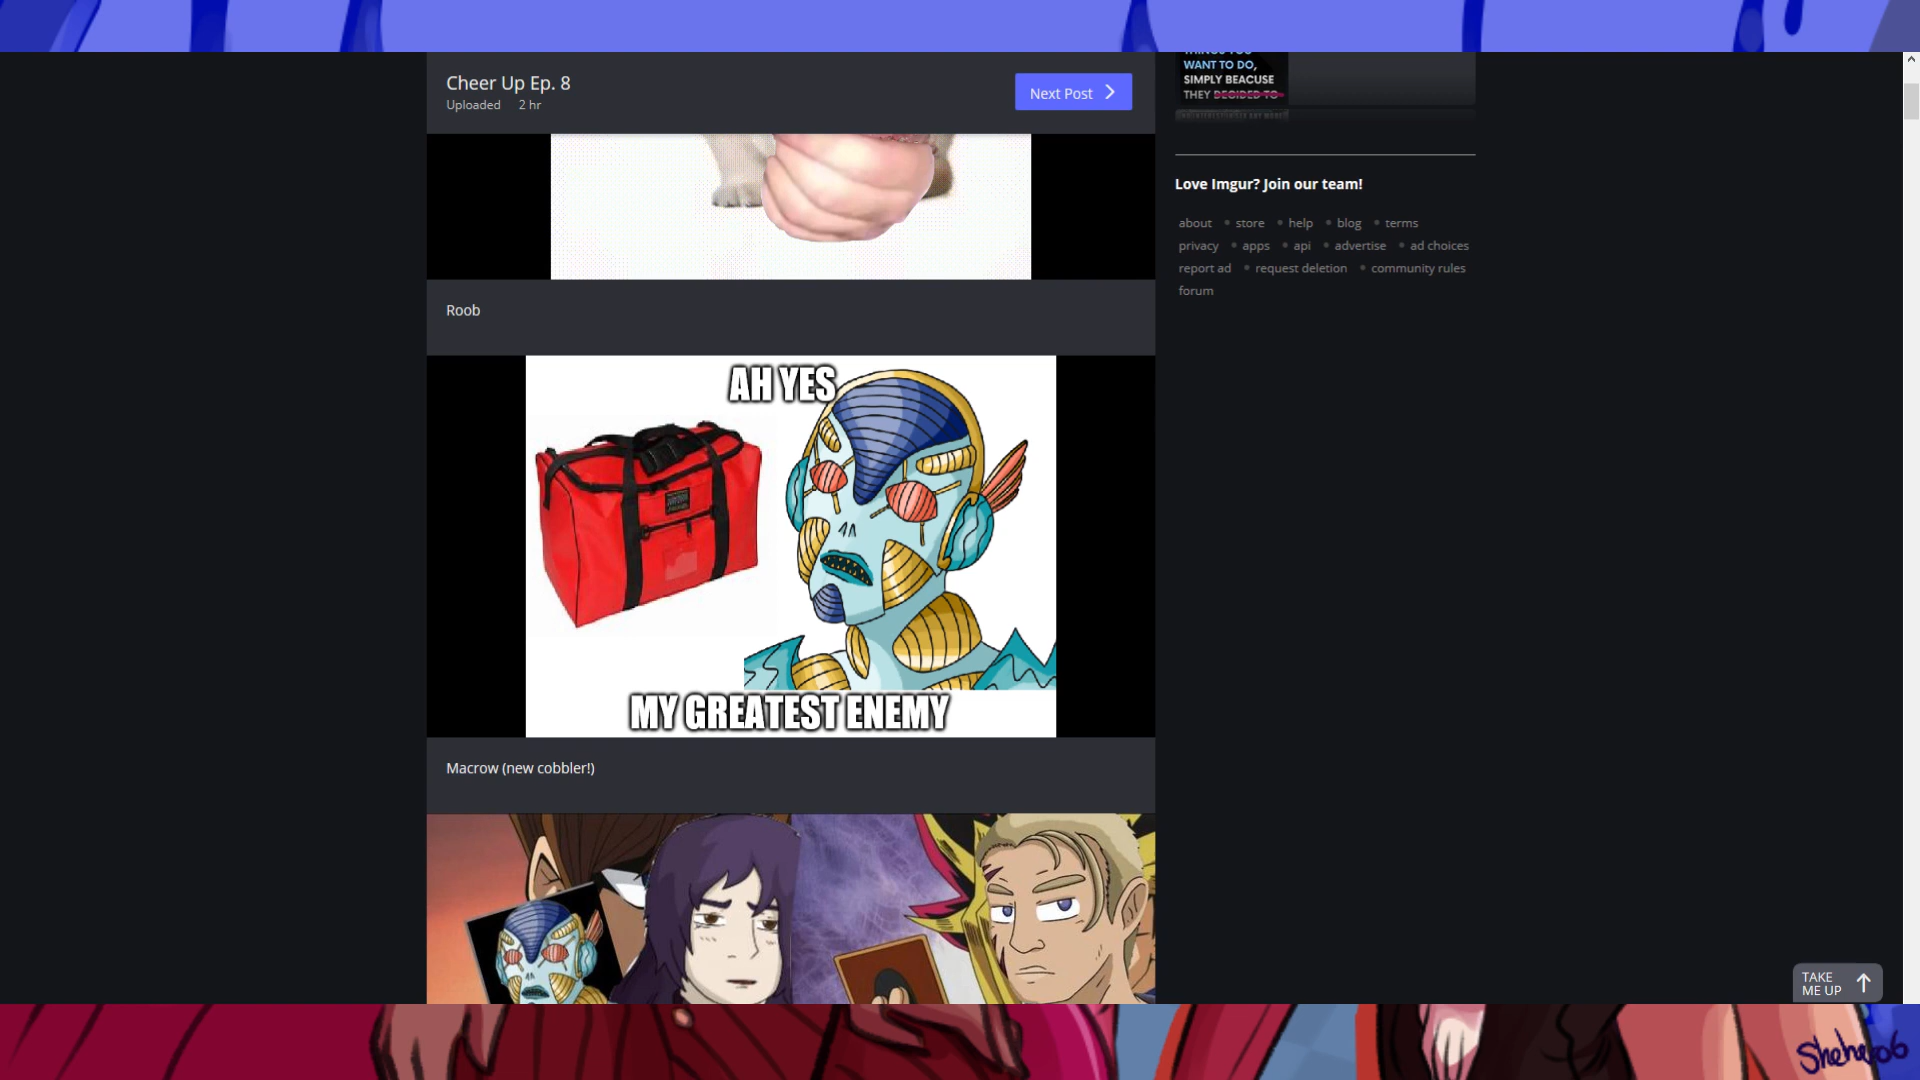 Cheer Up Ep. 8
Uploaded 2 hr
Next Post
WANT TO DO,
SIMPLY BEACUSE
THEY DECIDED TO
Love Imgur? Join our team!
about • store • help • blog • terms
privacy • apps • api • advertise • ad choices
report ad • request deletion • community rules
forum
Roob
AH YES
MY GREATEST ENEMY
Macrow (new cobbler!)
TAKE
ME UP